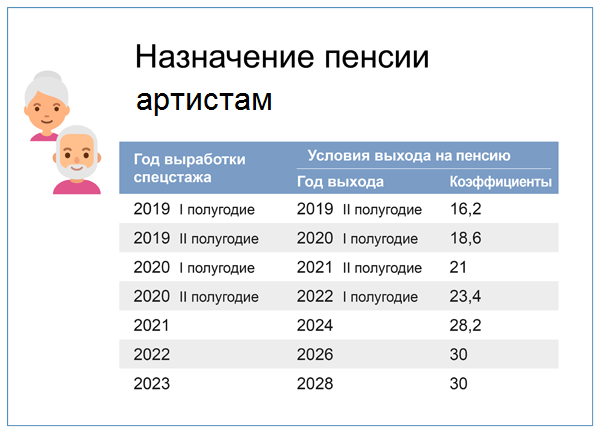 Назначение пенсии
артистам
Год выработки спецстажа
Условия выхода на пенсию
Год выхода Коэффициенты
2019 I полугодие 2019 II полугодие 16,2
2019 II полугодие 2020 I полугодие 18,6
2020 I полугодие 2021 II полугодие 21
2020 II полугодие 2022 I полугодие 23,4
2021 2024 28,2
2022 2026 30
2023 2028 30